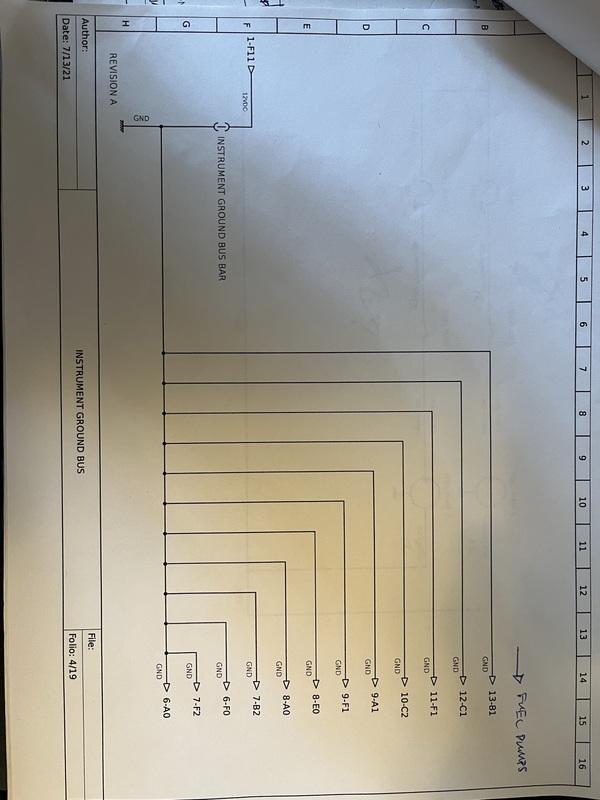 1
2
3
4
5
6
7
8
9
10
11
12
13
14
15
16
B
C
D
E
F
G
H
→ FUEL PUMPS
GND 13-B1
GND 12-C1
GND 11-F1
GND 10-C2
GND 9-A1
GND 9-F1
GND 8-E0
GND 8-A0
GND 7-B2
GND 6-F0
GND 7-F2
GND 6-A0
1-F11
12VDC
INSTRUMENT GROUND BUS BAR
GND
REVISION A
Author:
Date: 7/13/21
INSTRUMENT GROUND BUS
File:
Folio: 4/19